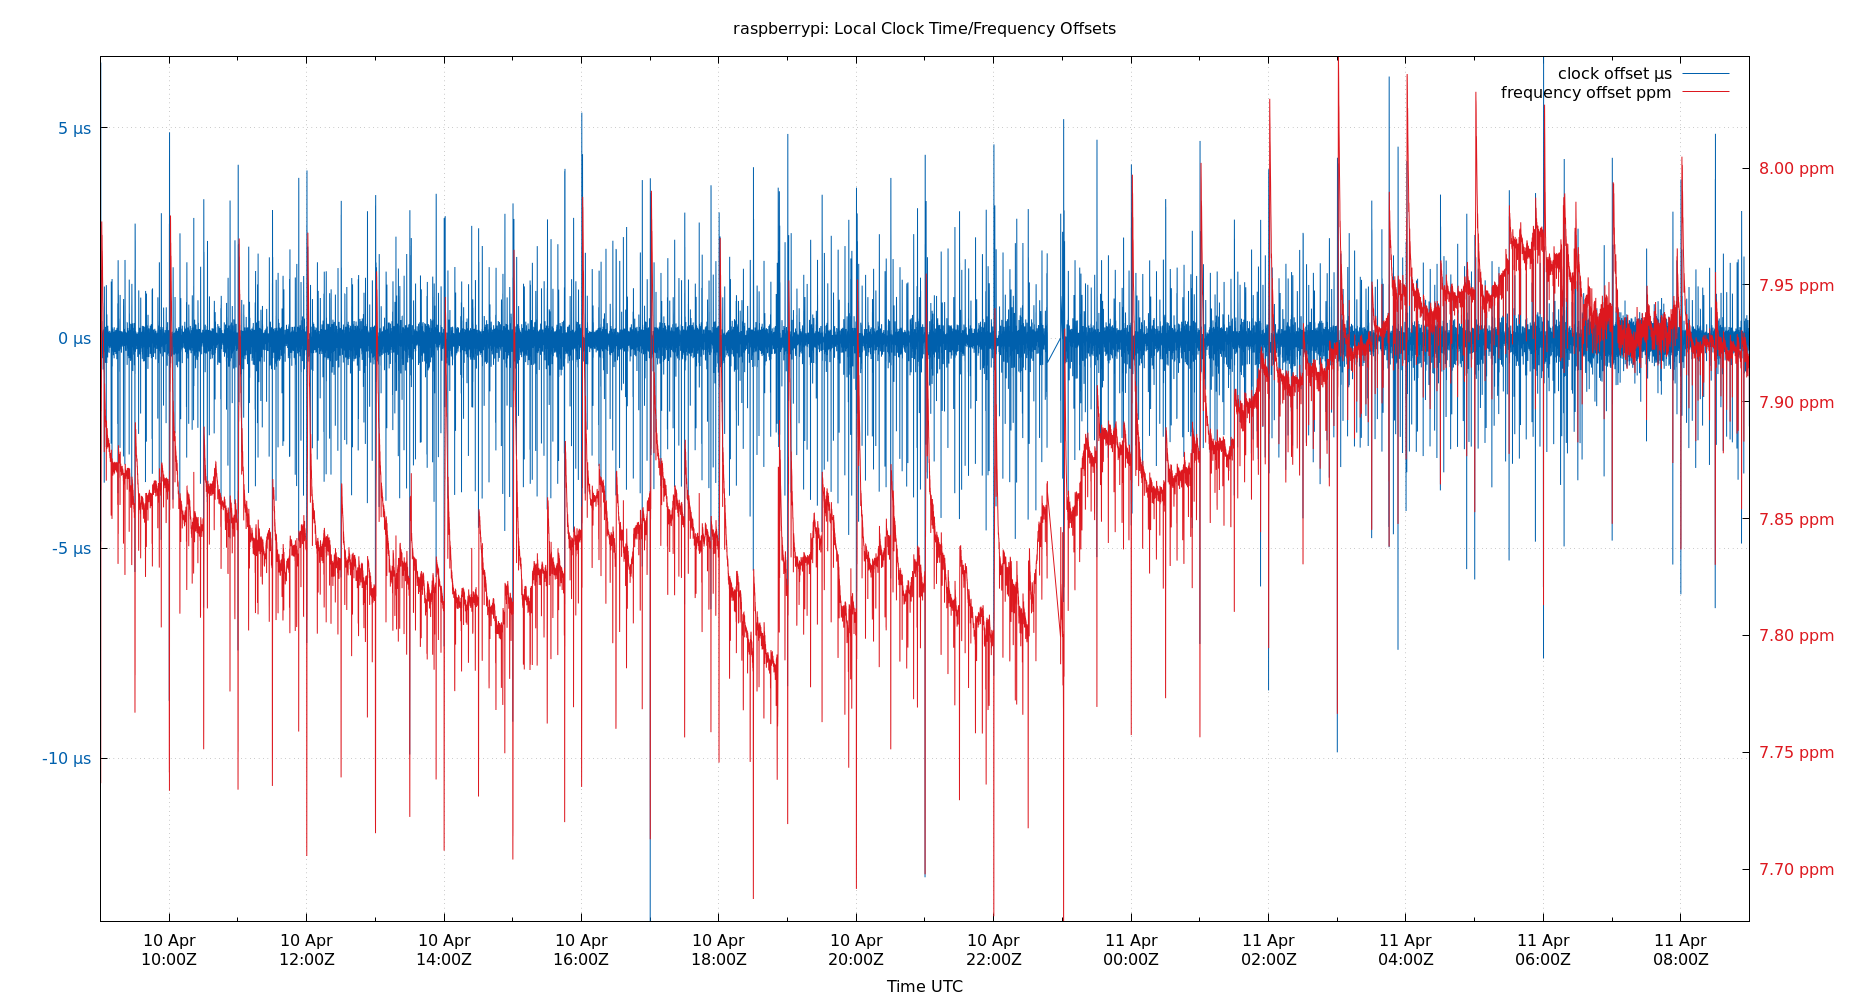 raspberrypi: Local Clock Time/Frequency Offsets
clock offset µs
frequency offset ppm
5 µs
0 µs
-5 µs
-10 µs
8.00 ppm
7.95 ppm
7.90 ppm
7.85 ppm
7.80 ppm
7.75 ppm
7.70 ppm
10 Apr 10 Apr 10 Apr 10 Apr 10 Apr 10 Apr 10 Apr 11 Apr 11 Apr 11 Apr 11 Apr 11 Apr
10:00Z 12:00Z 14:00Z 16:00Z 18:00Z 20:00Z 22:00Z 00:00Z 02:00Z 04:00Z 06:00Z 08:00Z
Time UTC